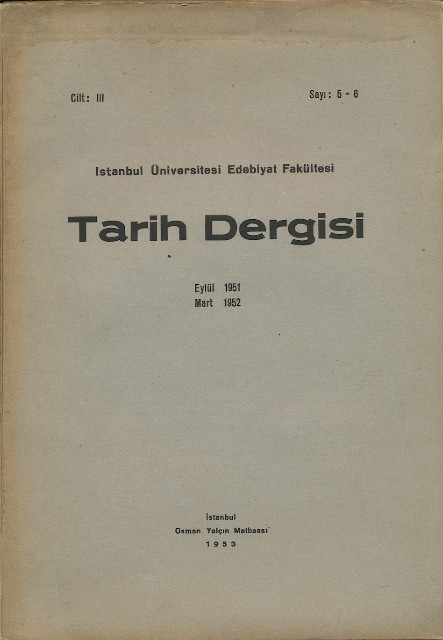 Cilt: III
Sayı: 5 - 6
Istanbul Üniversitesi Edebiyat Fakültesi
Tarih Dergisi
Eylül 1951
Mart 1952
İstanbul
Osman Yalçın Matbaası
1953